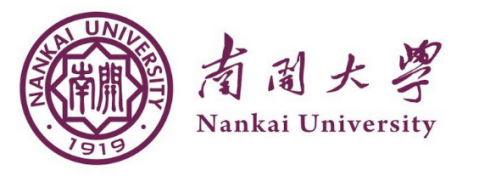 NANKAI UNIVERSITY
南開
1919
南開大學
Nankai University